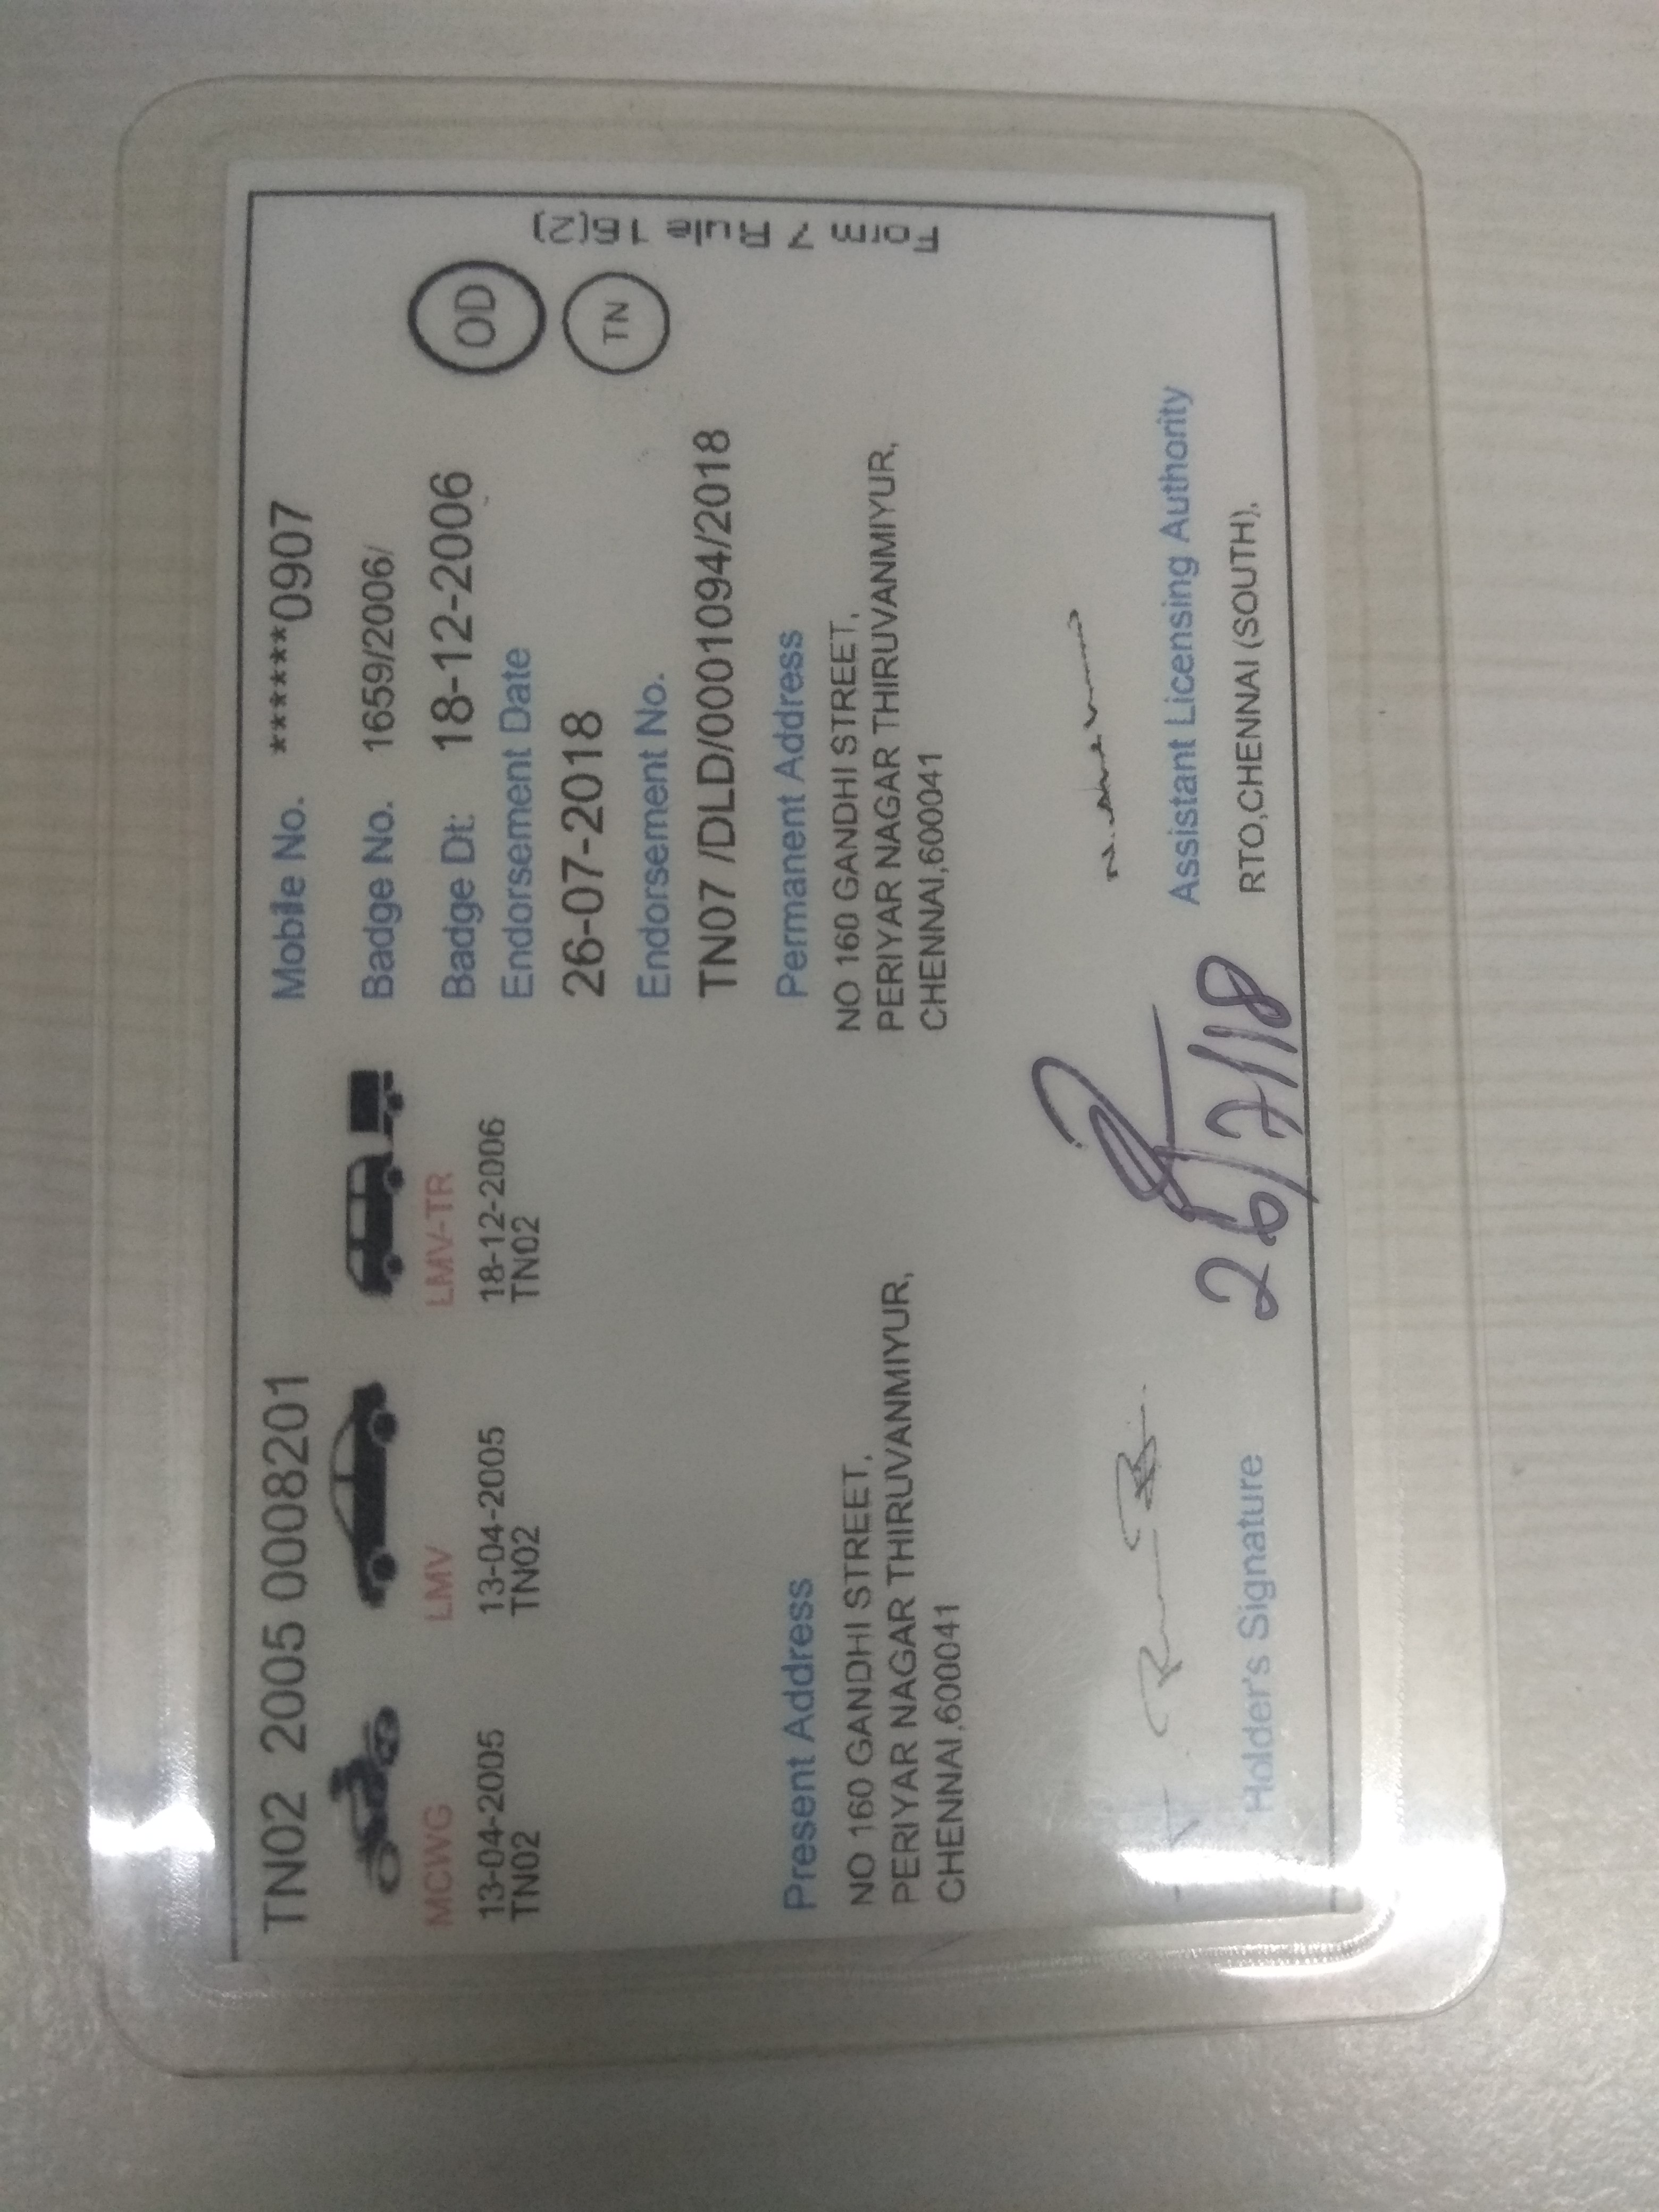 TN02 2005 0008201
MCWG
13-04-2005
TN02
LMV
13-04-2005
TN02
LMV-TR
18-12-2006
TN02
Mobile No. ******0907
Badge No. 1659/2006/
Badge Dt: 18-12-2006
OD
Endorsement Date
26-07-2018
TN
Endorsement No.
TN07 /DLD/0001094/2018
Form 7 Rule 16(2)
Present Address
NO 160 GANDHI STREET,
PERIYAR NAGAR THIRUVANMIYUR,
CHENNAI,600041
Permanent Address
NO 160 GANDHI STREET,
PERIYAR NAGAR THIRUVANMIYUR,
CHENNAI,600041
Holder's Signature
26/7/18
Assistant Licensing Authority
RTO,CHENNAI (SOUTH),